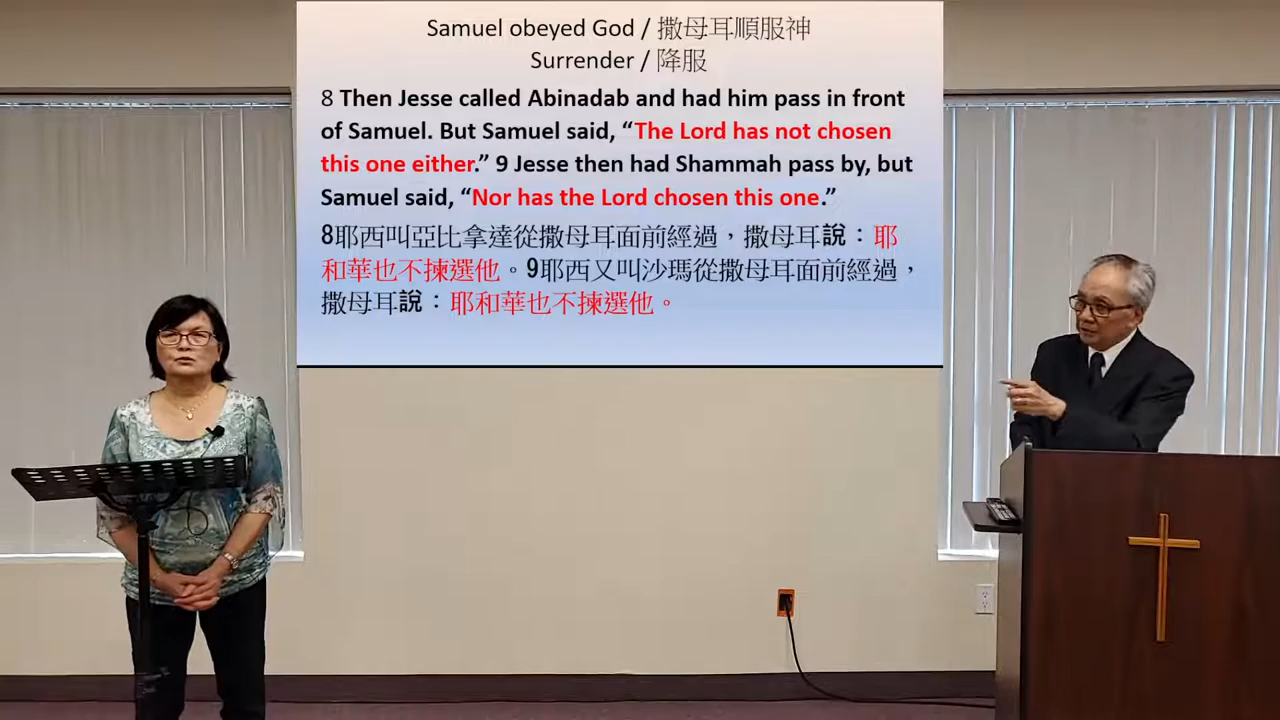 Samuel obeyed God / 撒母耳順服神
Surrender / 降服
8 Then Jesse called Abinadab and had him pass in front
of Samuel. But Samuel said, “The Lord has not chosen
this one either.” 9 Jesse then had Shammah pass by, but
Samuel said, “Nor has the Lord chosen this one.”
8耶西叫亞比拿達從撒母耳面前經過，撒母耳說：耶
和華也不揀選他。9耶西又叫沙瑪從撒母耳面前經過，
撒母耳說：耶和華也不揀選他。